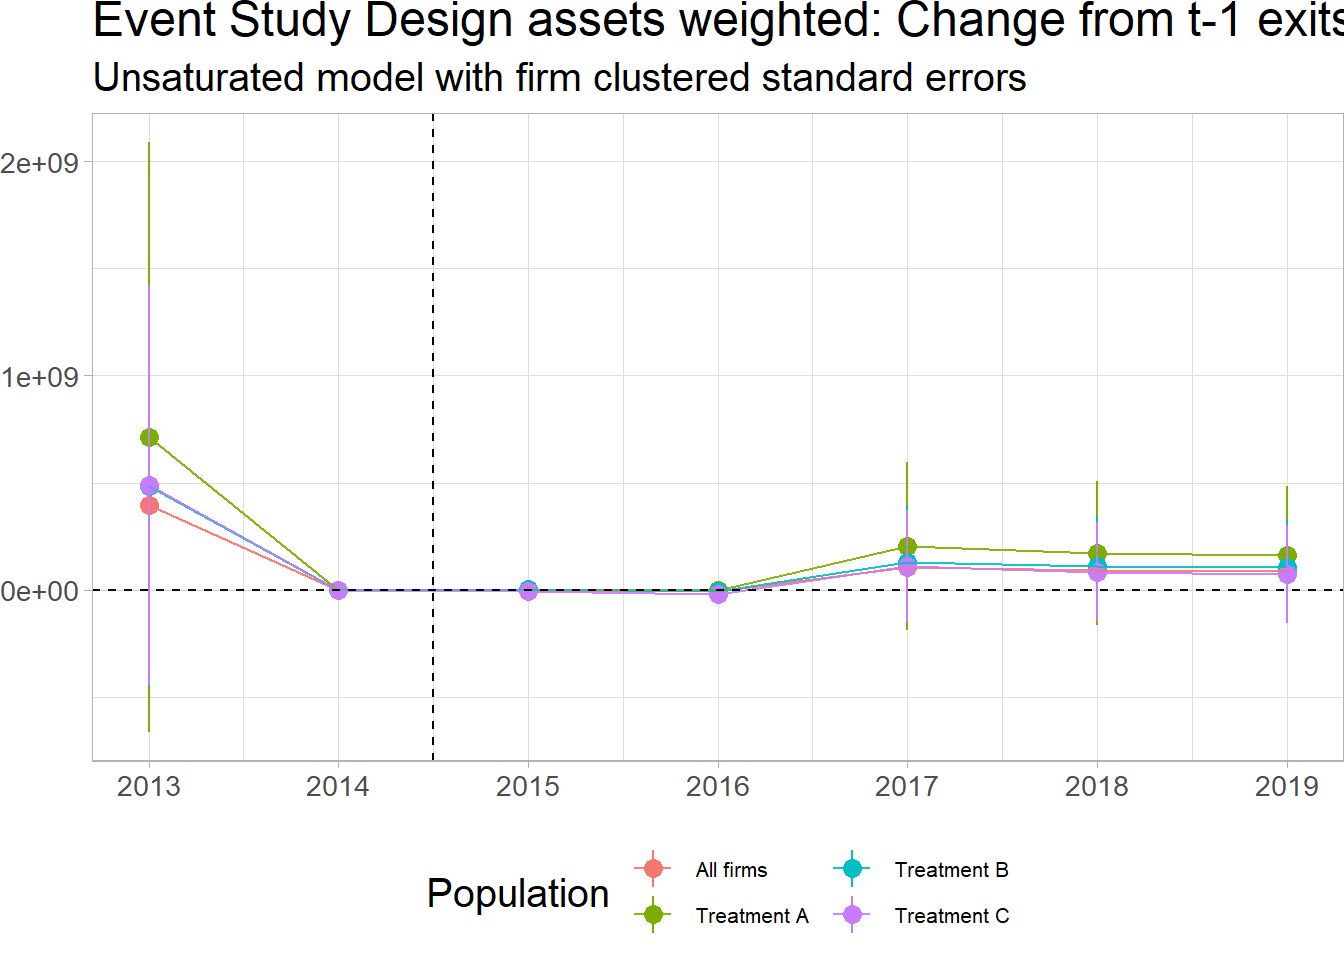 Event Study Design assets weighted: Change from t-1 exits
Unsaturated model with firm clustered standard errors
2e+09
1e+09
0e+00
2013 2014 2015 2016 2017 2018 2019
Population
All firms Treatment B
Treatment A Treatment C